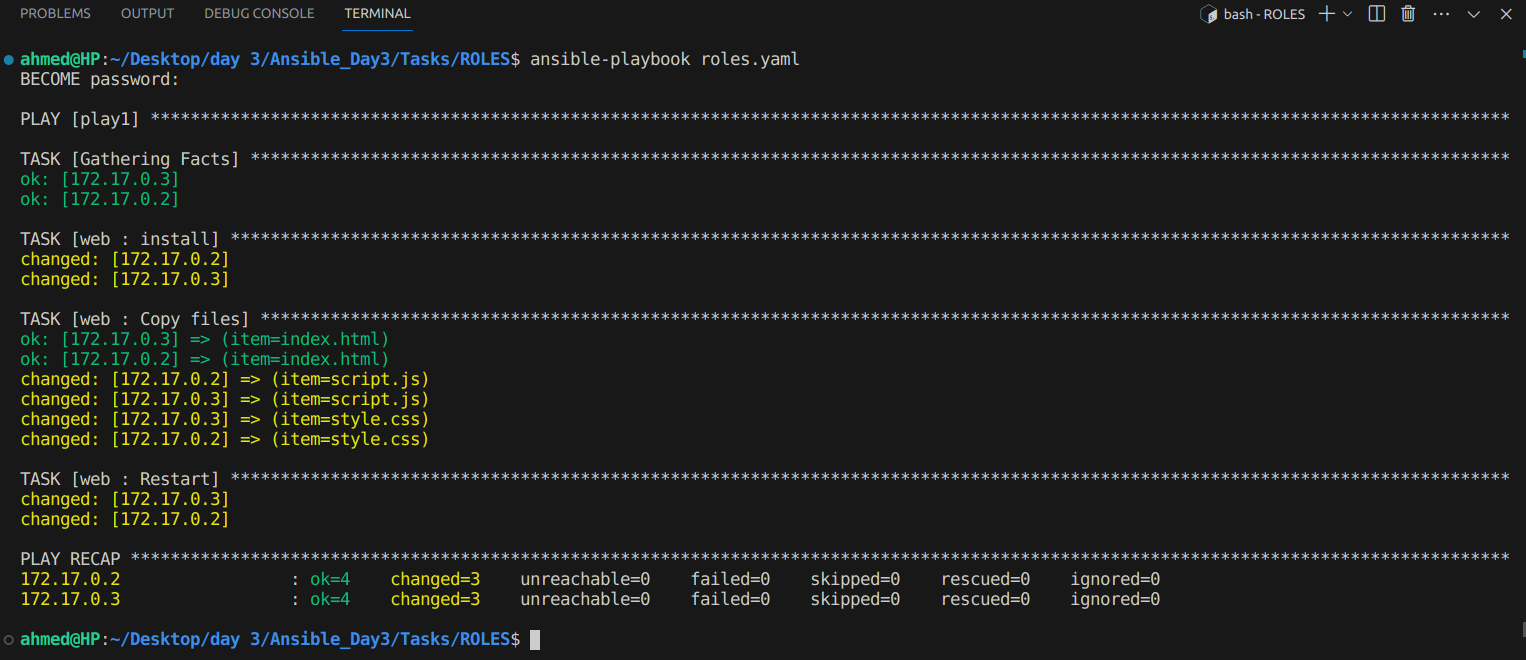 PROBLEMS OUTPUT DEBUG CONSOLE TERMINAL bash - ROLES
ahmed@HP:~/Desktop/day 3/Ansible_Day3/Tasks/ROLES$ ansible-playbook roles.yaml
BECOME password:
PLAY [play1] ****************************************************************************************************************************************
TASK [Gathering Facts] ******************************************************************************************************************************
ok: [172.17.0.3]
ok: [172.17.0.2]
TASK [web : install] ********************************************************************************************************************************
changed: [172.17.0.2]
changed: [172.17.0.3]
TASK [web : Copy files] *****************************************************************************************************************************
ok: [172.17.0.3] => (item=index.html)
ok: [172.17.0.2] => (item=index.html)
changed: [172.17.0.2] => (item=script.js)
changed: [172.17.0.3] => (item=script.js)
changed: [172.17.0.3] => (item=style.css)
changed: [172.17.0.2] => (item=style.css)
TASK [web : Restart] ********************************************************************************************************************************
changed: [172.17.0.3]
changed: [172.17.0.2]
PLAY RECAP ******************************************************************************************************************************************
172.17.0.2                 : ok=4    changed=3    unreachable=0    failed=0    skipped=0    rescued=0    ignored=0
172.17.0.3                 : ok=4    changed=3    unreachable=0    failed=0    skipped=0    rescued=0    ignored=0
ahmed@HP:~/Desktop/day 3/Ansible_Day3/Tasks/ROLES$